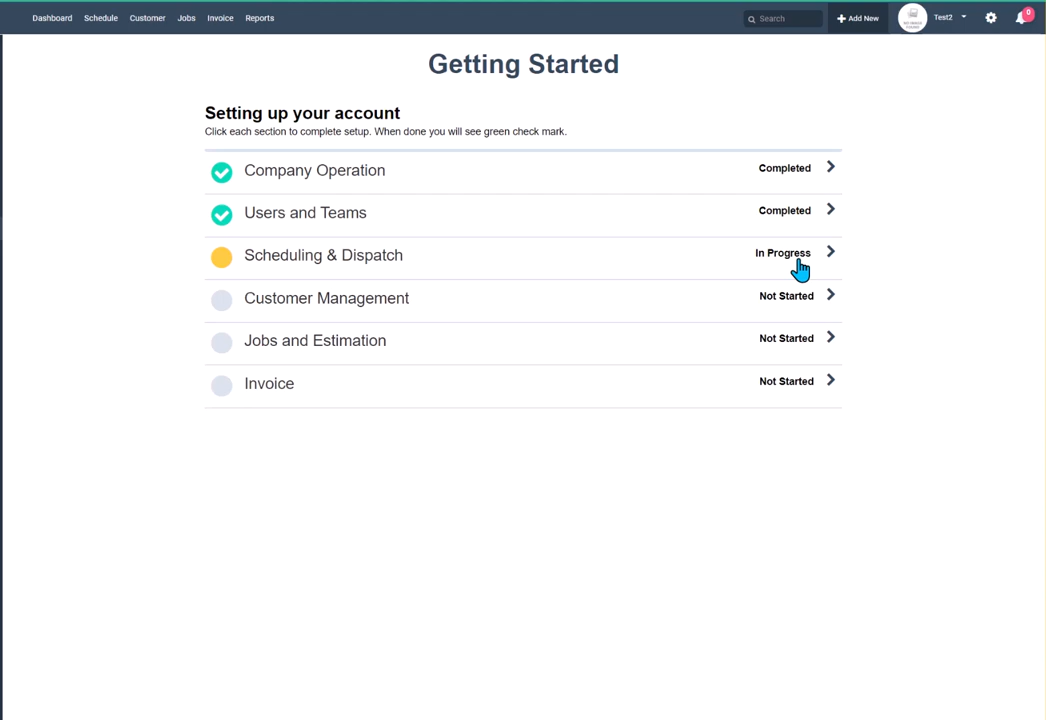 Dashboard Schedule Customer Jobs Invoice Reports Search Add New Test2 0
Getting Started
Setting up your account
Click each section to complete setup. When done you will see green check mark.
Company Operation Completed
Users and Teams Completed
Scheduling & Dispatch In Progress
Customer Management Not Started
Jobs and Estimation Not Started
Invoice Not Started